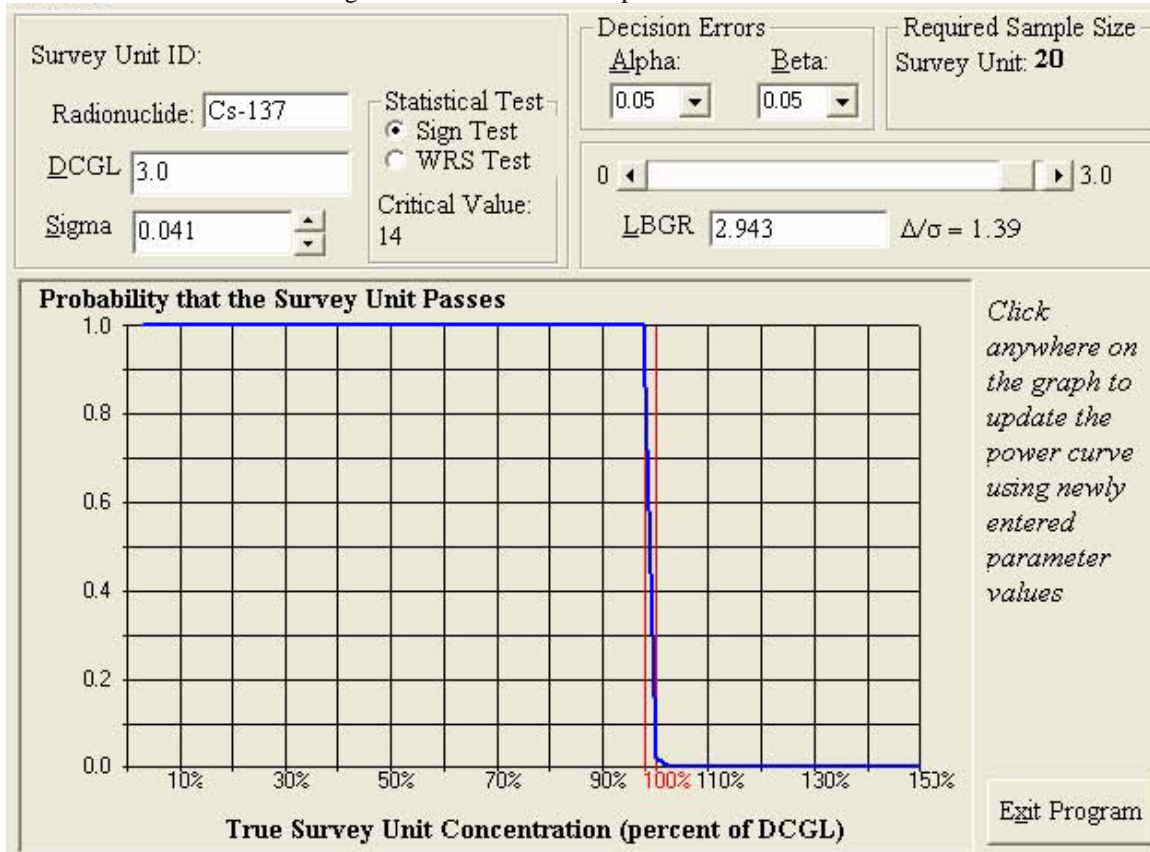 Survey Unit ID:
Radionuclide: Cs-137
DCGL 3.0
Sigma 0.041
Statistical Test
Sign Test
WRS Test
Critical Value:
14
Decision Errors
Alpha: Beta:
0.05 0.05
Required Sample Size
Survey Unit: 20
0 3.0
LBGR 2.943 Δ/σ = 1.39
Probability that the Survey Unit Passes
1.0
0.8
0.6
0.4
0.2
0.0
10% 30% 50% 70% 90% 100% 110% 130% 150%
True Survey Unit Concentration (percent of DCGL)
Click
anywhere on
the graph to
update the
power curve
using newly
entered
parameter
values
Exit Program